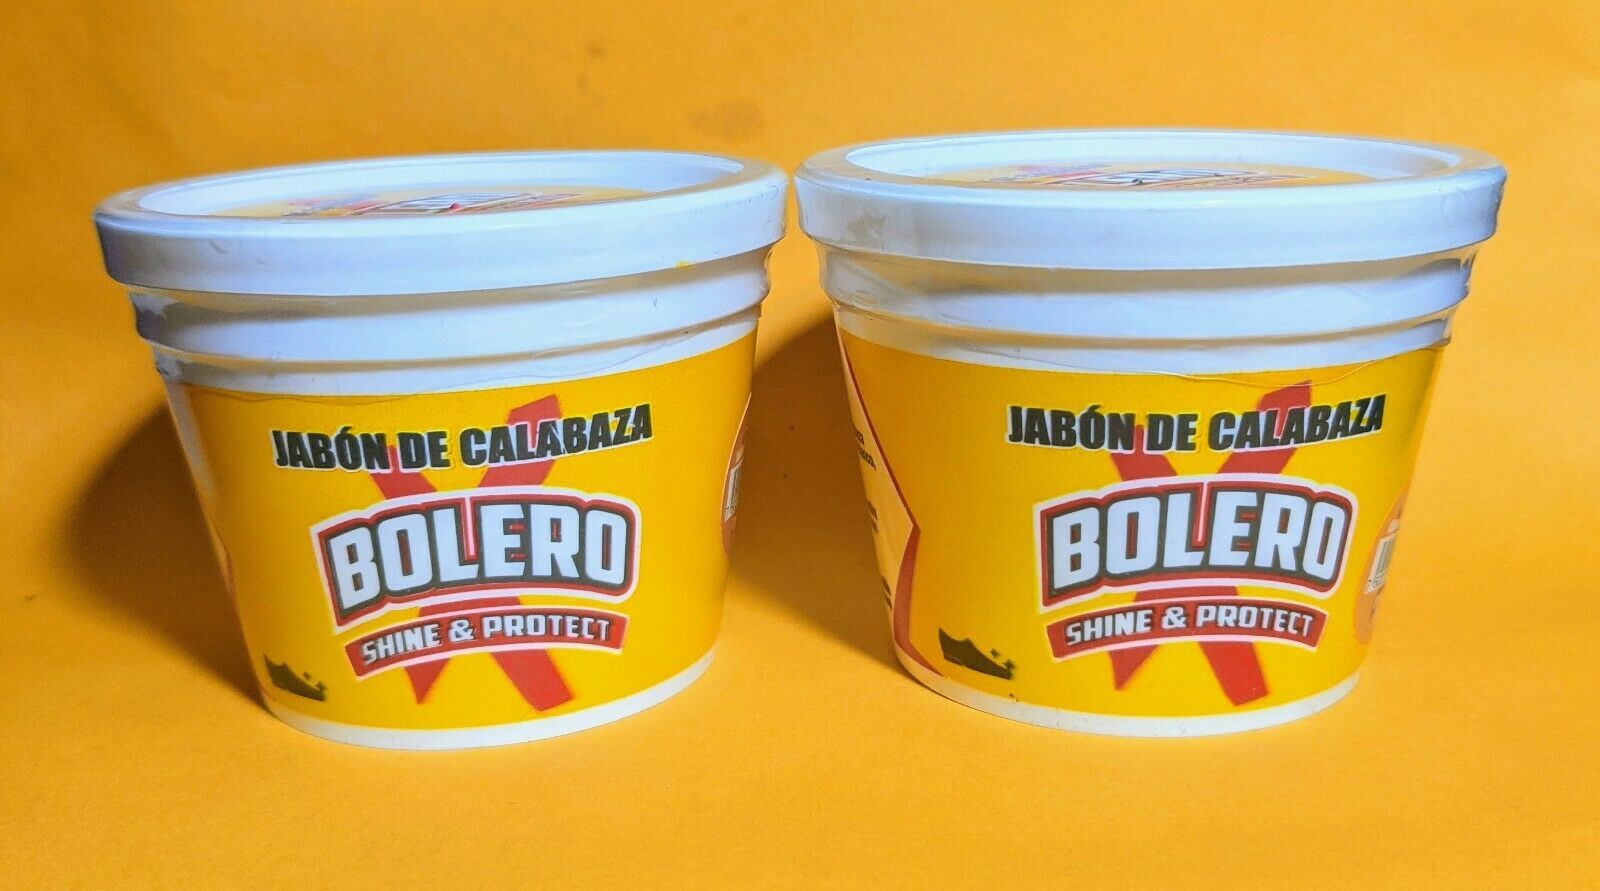 JABÓN DE CALABAZA
BOLERO
SHINE & PROTECT
JABÓN DE CALABAZA
BOLERO
SHINE & PROTECT